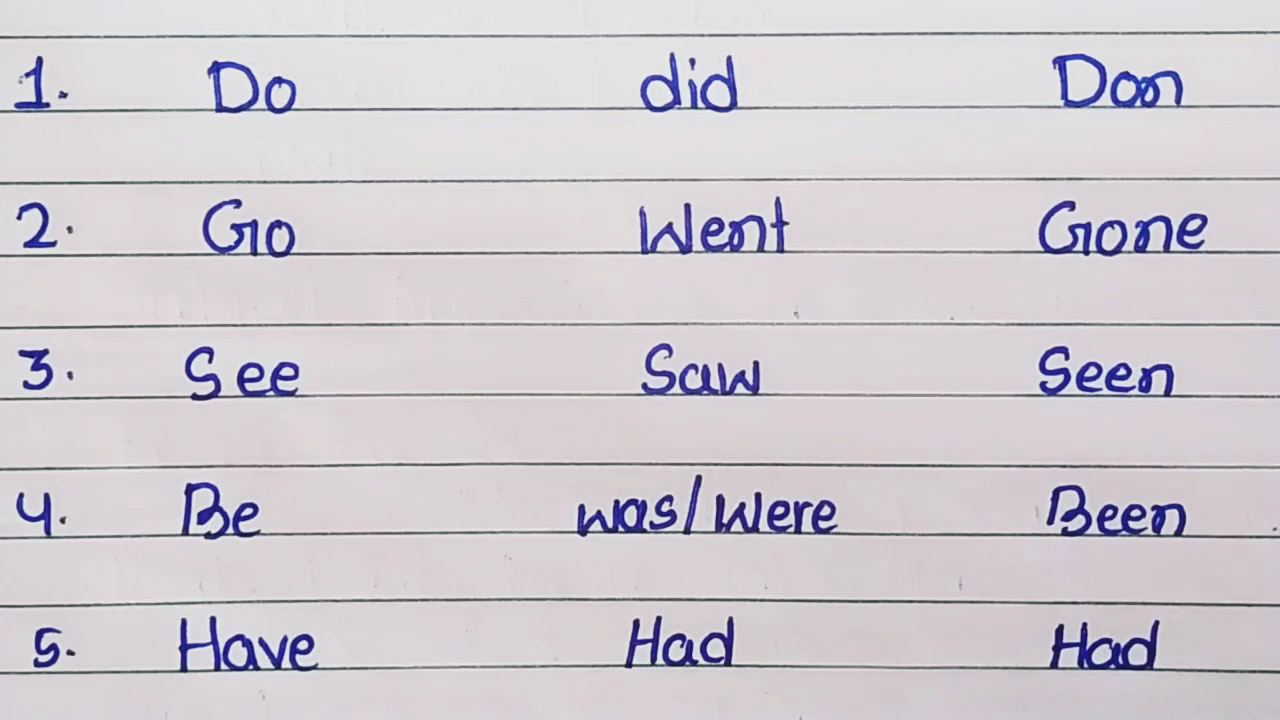 1. Do did Don
2. Go Went Gone
3. See Saw Seen
4. Be was/were Been
5. Have Had Had